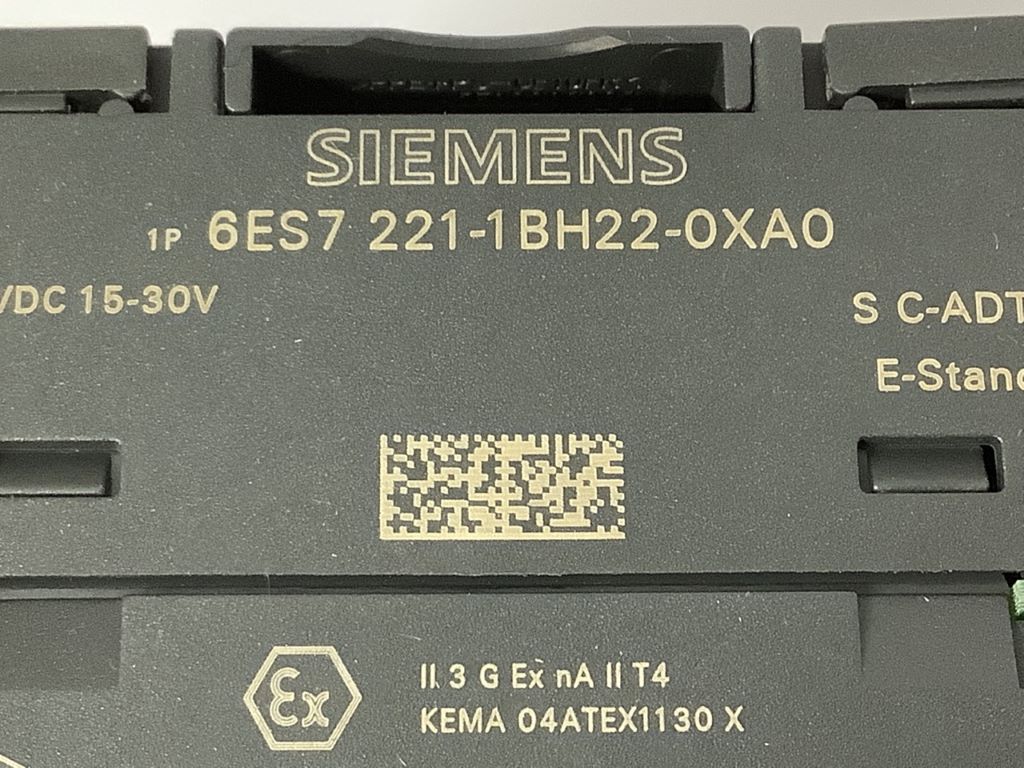 SIEMENS
1P 6ES7 221-1BH22-0XA0
VDC 15-30V
S C-ADT
E-Stand
Ex
II 3 G Ex nA II T4
KEMA 04ATEX1130 X